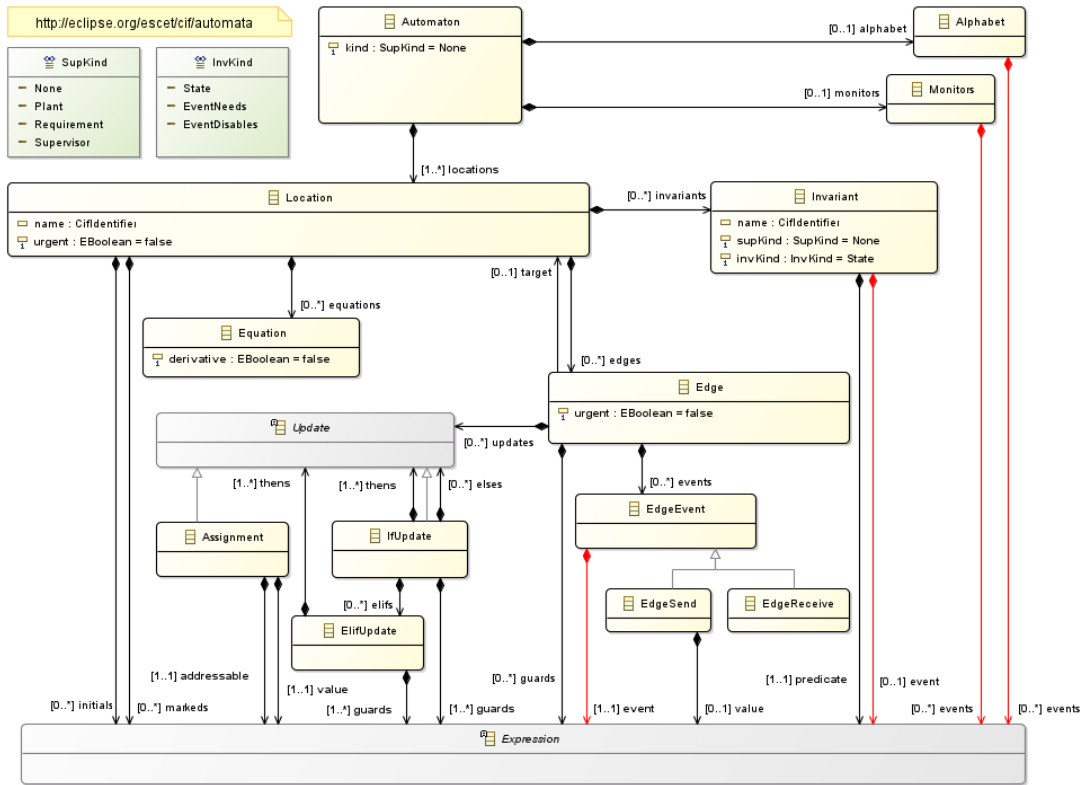 http://eclipse.org/escet/cif/automata
Automaton
kind : SupKind = None
[0..1] alphabet
Alphabet
SupKind
None
Plant
Requirement
Supervisor
InvKind
State
EventNeeds
EventDisables
[0..1] monitors
Monitors
[1..*] locations
Location
name : CifIdentifier
urgent : EBoolean = false
[0..*] invariants
Invariant
name : CifIdentifier
supKind : SupKind = None
invKind : InvKind = State
[0..1] target
[0..*] equations
Equation
derivative : EBoolean = false
[0..*] edges
Edge
urgent : EBoolean = false
Update
[0..*] updates
[1..*] thens
[1..*] thens
[0..*] elses
[0..*] events
EdgeEvent
Assignment
IfUpdate
[0..*] elifs
EdgeSend
EdgeReceive
ElifUpdate
[1..1] addressable
[1..1] value
[0..*] guards
[1..1] predicate
[0..1] event
[0..*] initials
[0..*] markeds
[1..*] guards
[1..*] guards
[1..1] event
[0..1] value
[0..*] events
[0..*] events
Expression